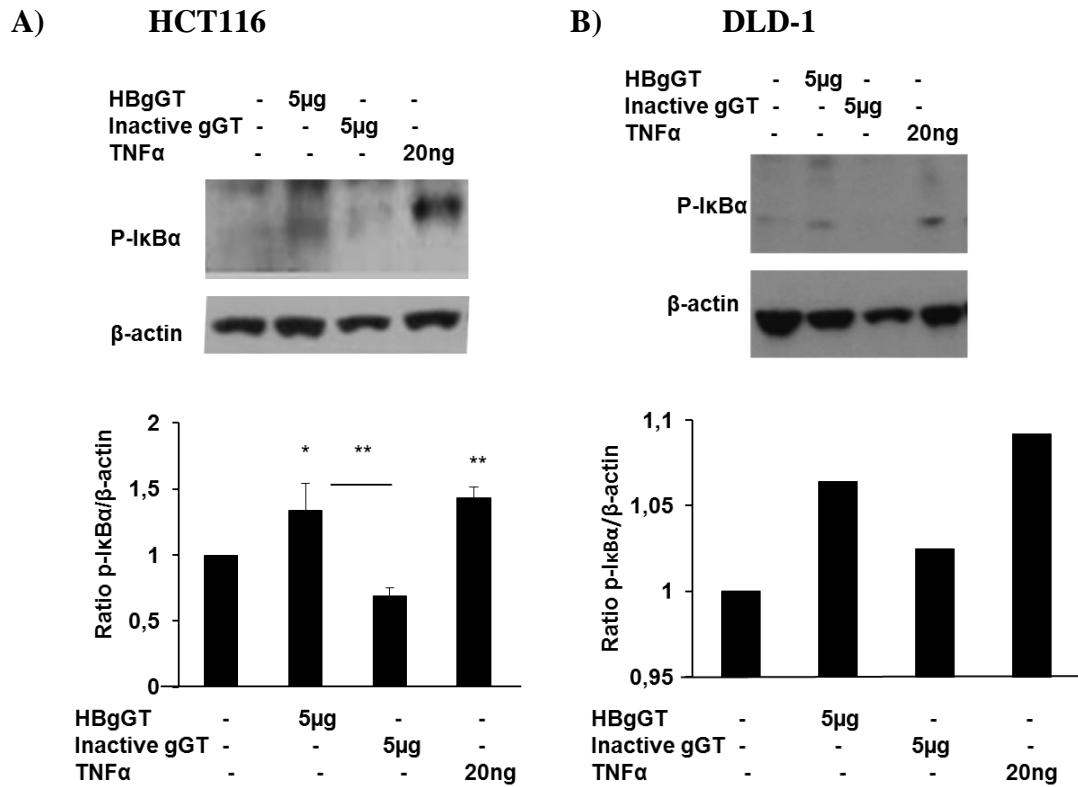 A) HCT116
HBgGT - 5µg - -
Inactive gGT - - 5µg -
TNFα - - - 20ng
P-IκBα
β-actin
Ratio p-IκBα/β-actin
2
1,5
1
0,5
0
* ** **
HBgGT - 5µg - -
Inactive gGT - - 5µg -
TNFα - - - 20ng
B) DLD-1
HBgGT - 5µg - -
Inactive gGT - - 5µg -
TNFα - - - 20ng
P-IκBα
β-actin
Ratio p-IκBα/β-actin
1,1
1,05
1
0,95
HBgGT - 5µg - -
Inactive gGT - - 5µg -
TNFα - - - 20ng